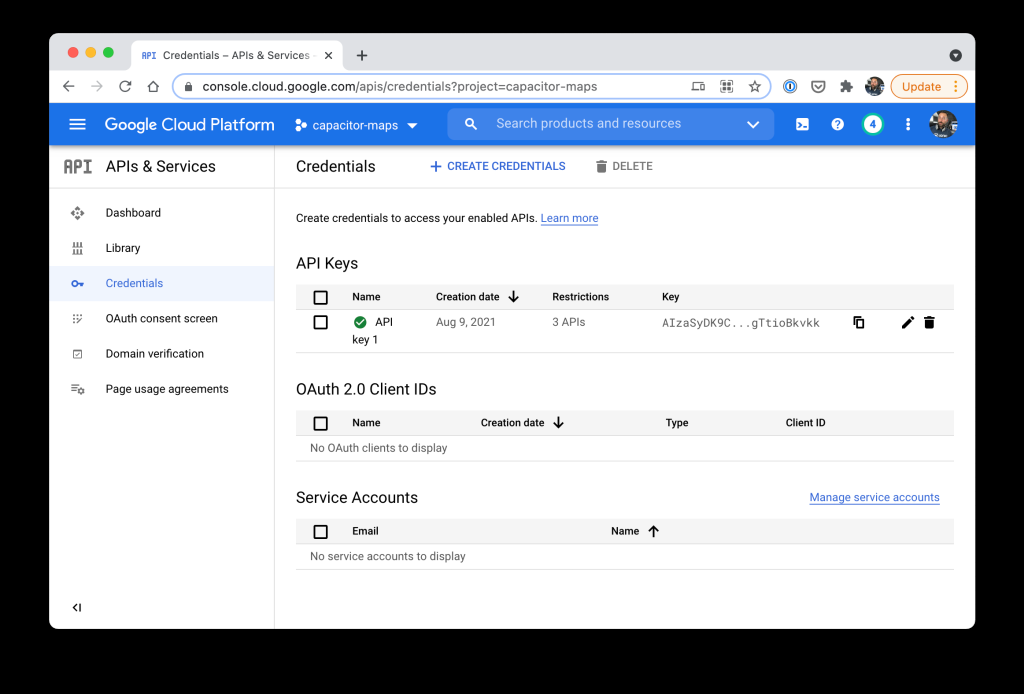 API Credentials – APIs & Services
console.cloud.google.com/apis/credentials?project=capacitor-maps
Update
Google Cloud Platform
capacitor-maps
Search products and resources
4
API APIs & Services
Credentials
CREATE CREDENTIALS
DELETE
Dashboard
Library
Credentials
OAuth consent screen
Domain verification
Page usage agreements
Create credentials to access your enabled APIs. Learn more
API Keys
Name Creation date Restrictions Key
API key 1 Aug 9, 2021 3 APIs AIzaSyDK9C...gTtioBkvkk
OAuth 2.0 Client IDs
Name Creation date Type Client ID
No OAuth clients to display
Service Accounts Manage service accounts
Email Name
No service accounts to display